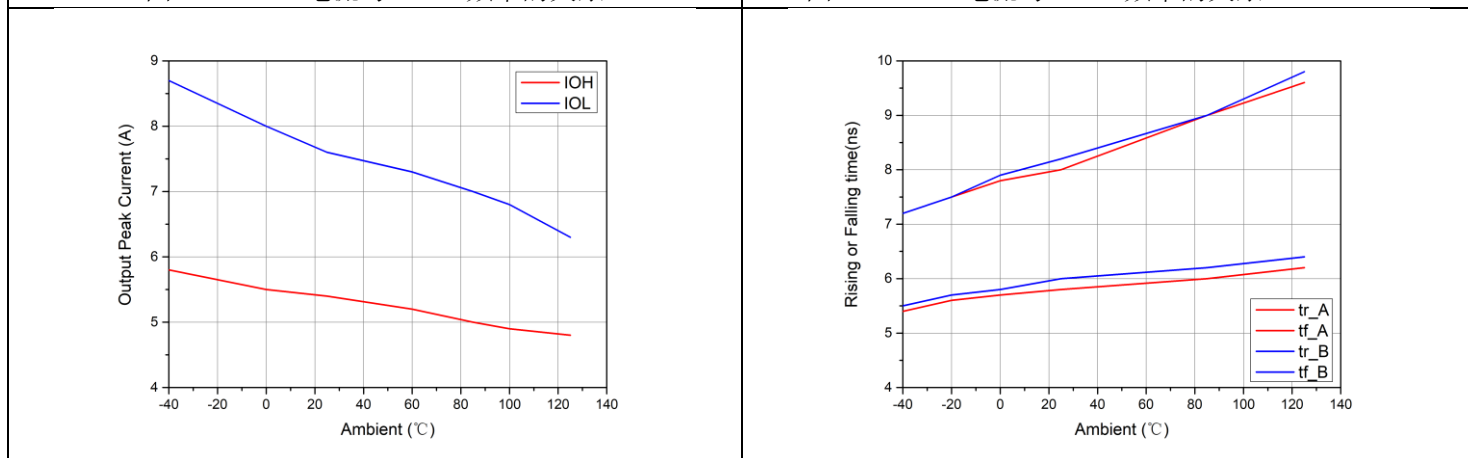 9
8
7
6
5
4
Output Peak Current (A)
IOH
IOL
-40 -20 0 20 40 60 80 100 120 140
Ambient (℃)
10
9
8
7
6
5
4
Rising or Falling time(ns)
tr_A
tf_A
tr_B
tf_B
-40 -20 0 20 40 60 80 100 120 140
Ambient (℃)